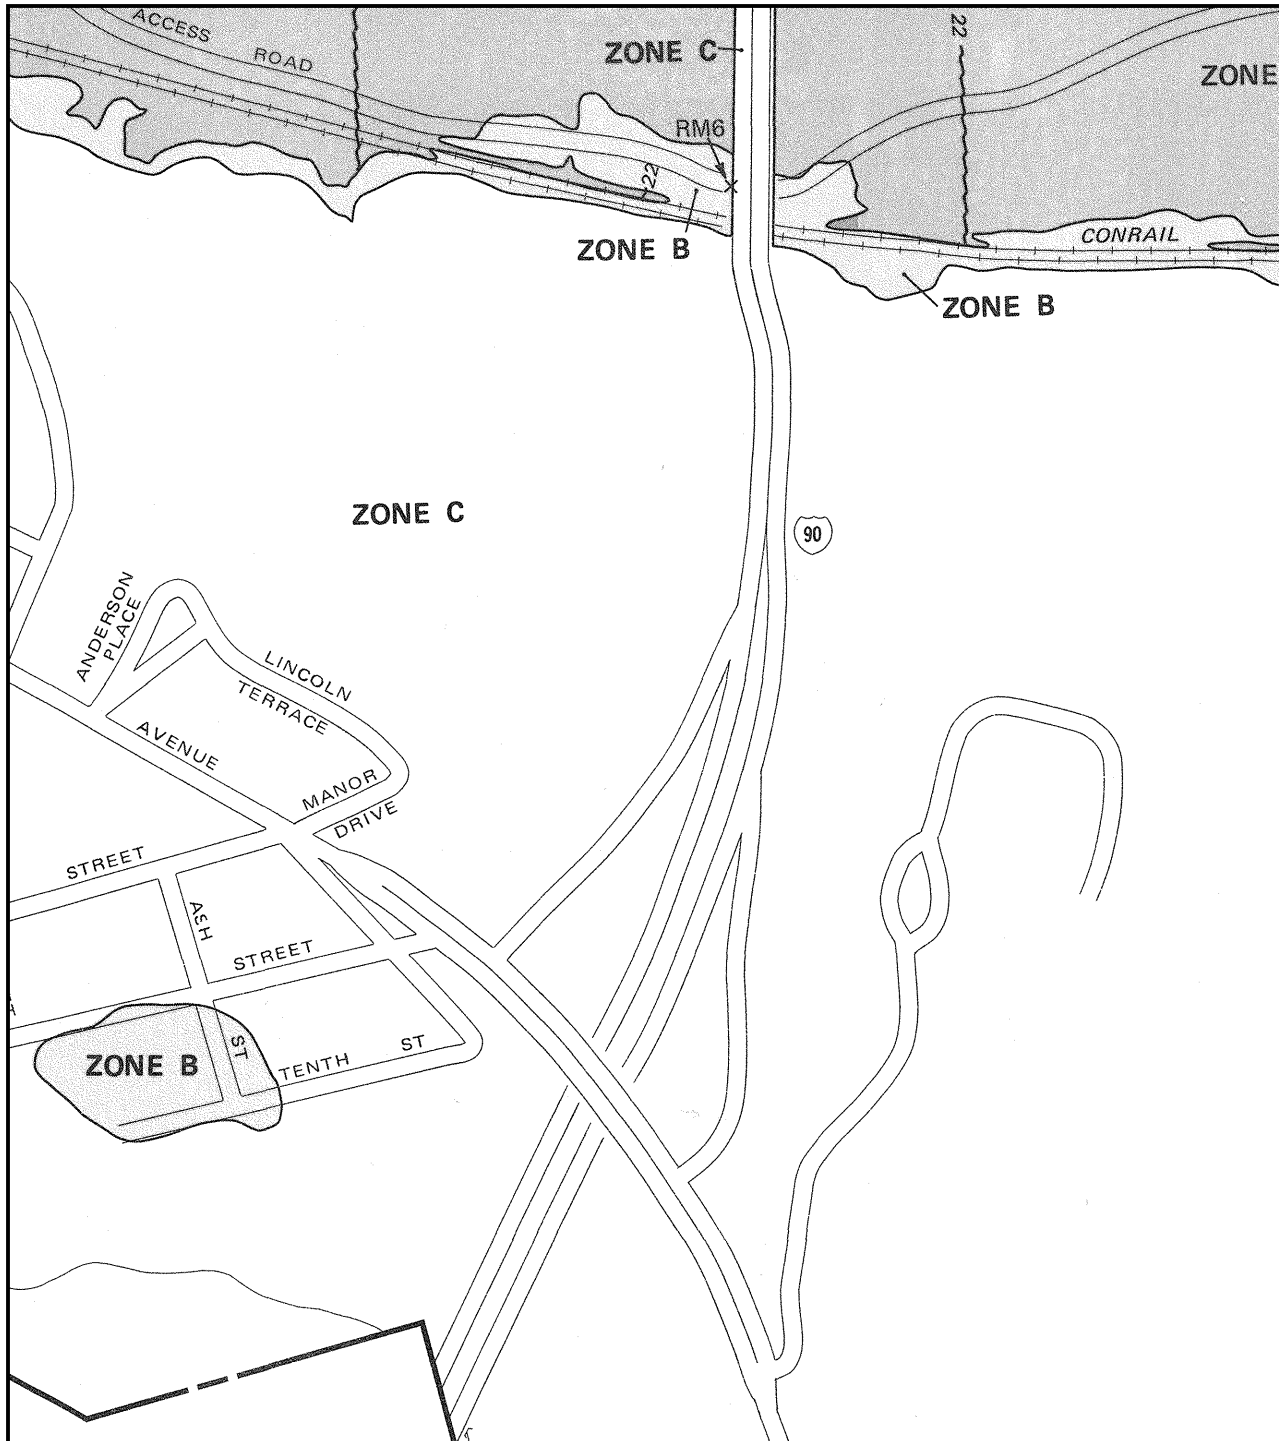 ACCESS
ROAD
ZONE C
22
ZONE
RM6
22
ZONE B
CONRAIL
ZONE B
ZONE C
90
ANDERSON
PLACE
LINCOLN
TERRACE
AVENUE
MANOR
DRIVE
STREET
ASH
STREET
ST
ZONE B
TENTH ST